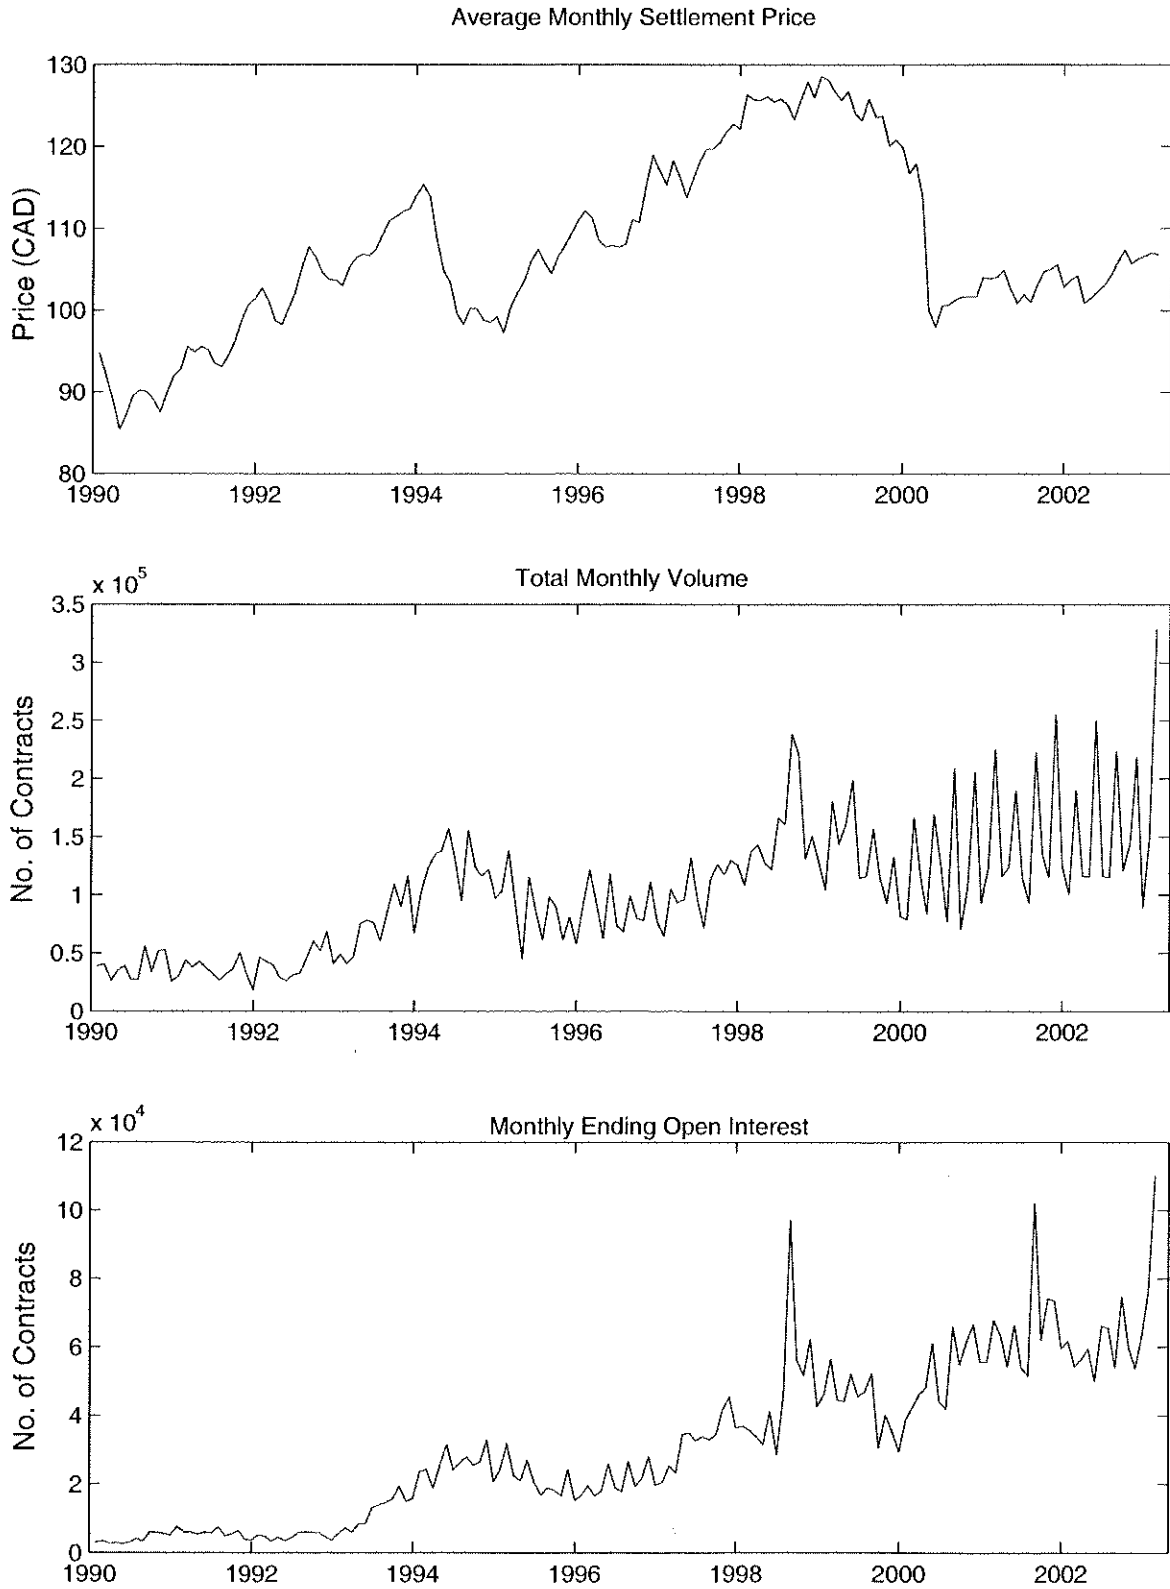 Average Monthly Settlement Price
130
120
110
100
90
80
Price (CAD)
1990 1992 1994 1996 1998 2000 2002
x 10^5
Total Monthly Volume
3.5
3
2.5
2
1.5
1
0.5
0
No. of Contracts
1990 1992 1994 1996 1998 2000 2002
x 10^4
Monthly Ending Open Interest
12
10
8
6
4
2
0
No. of Contracts
1990 1992 1994 1996 1998 2000 2002